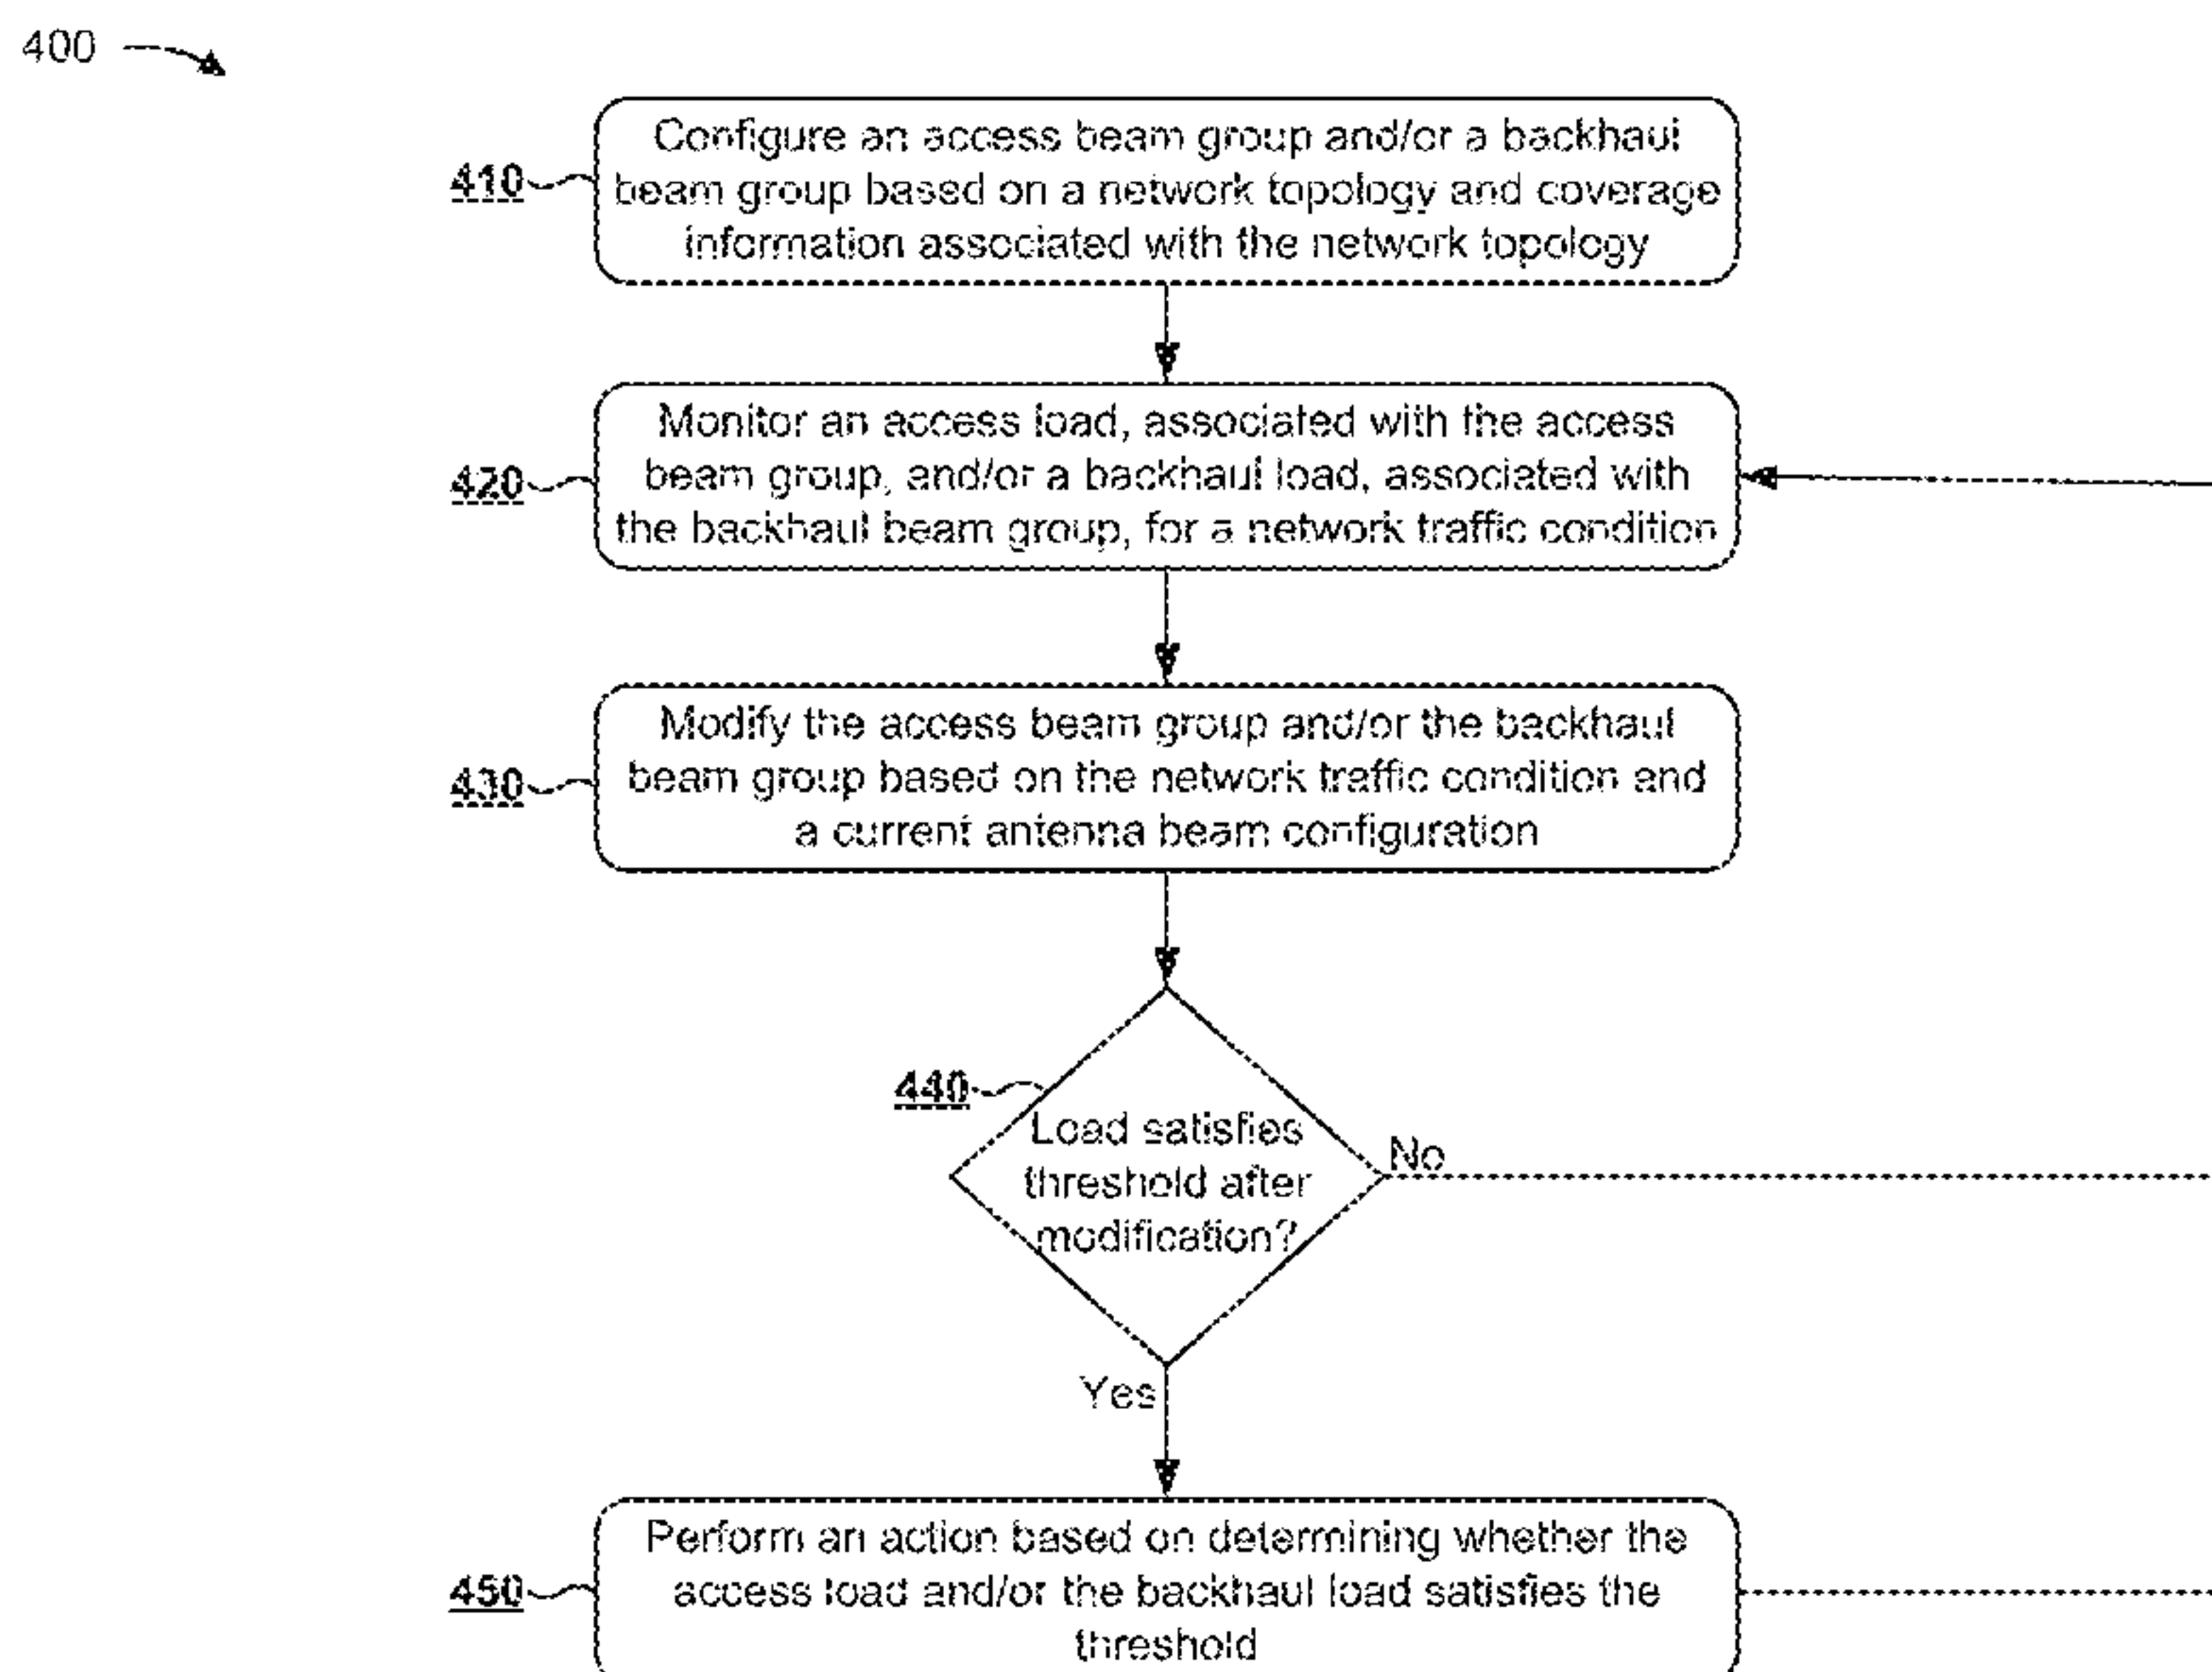 400
Configure an access beam group and/or a backhaul
410
beam group based on a network topology and coverage
information associated with the network topology
Monitor an access load, associated with the access
420
beam group, and/or a backhaul load, associated with
the backhaul beam group, for a network traffic condition
Modify the access beam group and/or the backhaul
430
beam group based on the network traffic condition and
a current antenna beam configuration
440
Load satisfies
threshold after
modification?
No
Yes
Perform an action based on determining whether the
450
access load and/or the backhaul load satisfies the
threshold